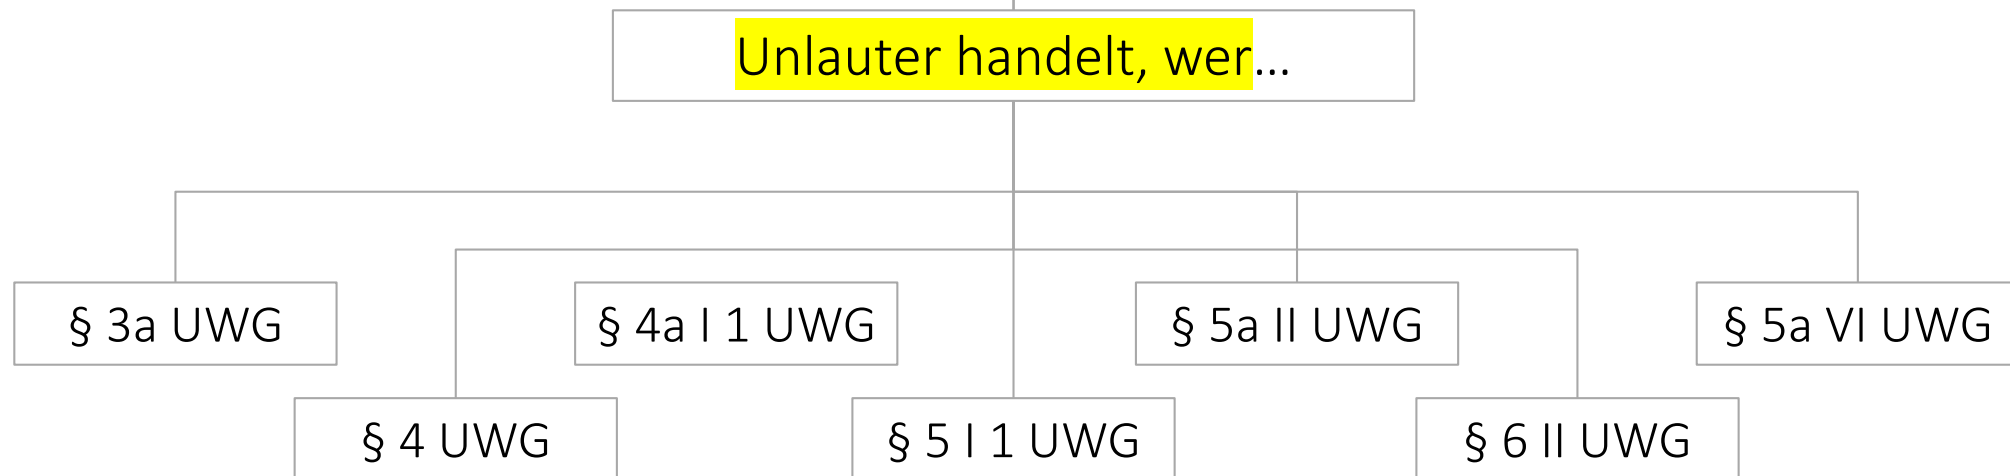 Unlauter handelt, wer...
§ 3a UWG
§ 4a I 1 UWG
§ 5a II UWG
§ 5a VI UWG
§ 4 UWG
§ 5 I 1 UWG
§ 6 II UWG